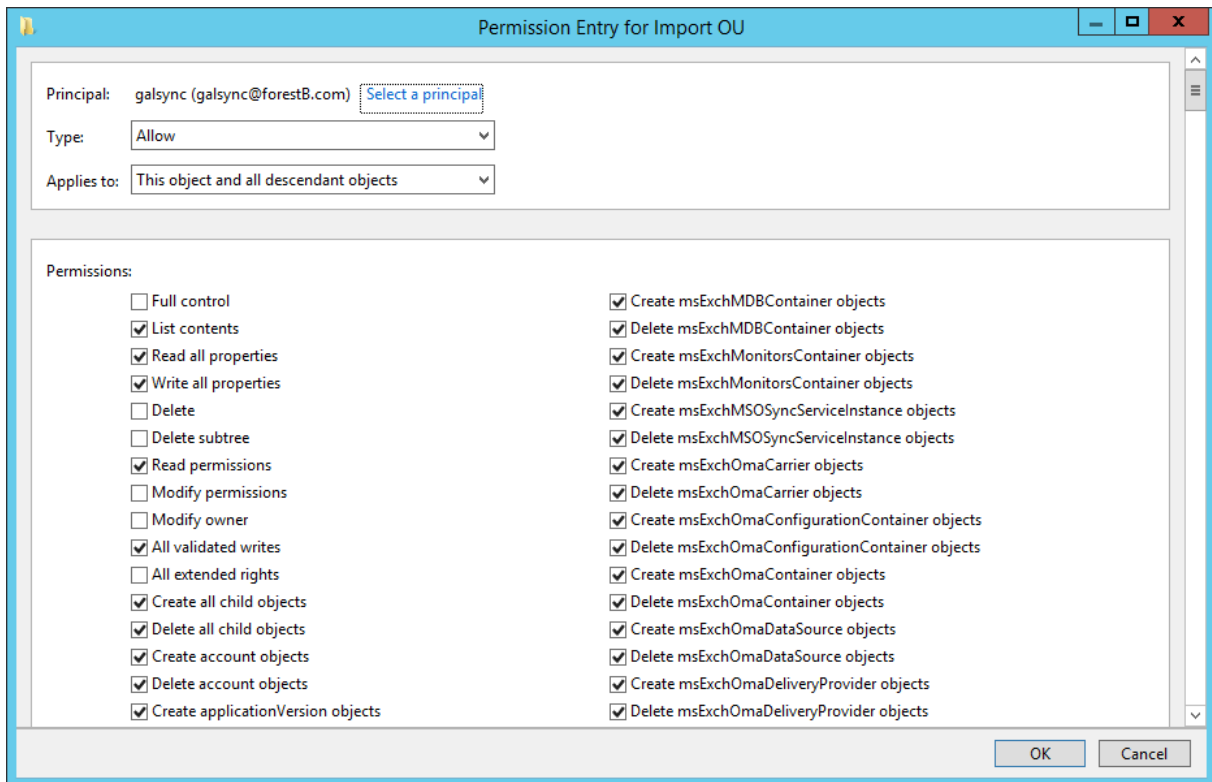 Permission Entry for Import OU
Principal: galsync (galsync@forestB.com) Select a principal
Type: Allow
Applies to: This object and all descendant objects
Permissions:
Full control
List contents
Read all properties
Write all properties
Delete
Delete subtree
Read permissions
Modify permissions
Modify owner
All validated writes
All extended rights
Create all child objects
Delete all child objects
Create account objects
Delete account objects
Create applicationVersion objects
Create msExchMDBContainer objects
Delete msExchMDBContainer objects
Create msExchMonitorsContainer objects
Delete msExchMonitorsContainer objects
Create msExchMSOSyncServiceInstance objects
Delete msExchMSOSyncServiceInstance objects
Create msExchOmaCarrier objects
Delete msExchOmaCarrier objects
Create msExchOmaConfigurationContainer objects
Delete msExchOmaConfigurationContainer objects
Create msExchOmaContainer objects
Delete msExchOmaContainer objects
Create msExchOmaDataSource objects
Delete msExchOmaDataSource objects
Create msExchOmaDeliveryProvider objects
Delete msExchOmaDeliveryProvider objects
OK
Cancel